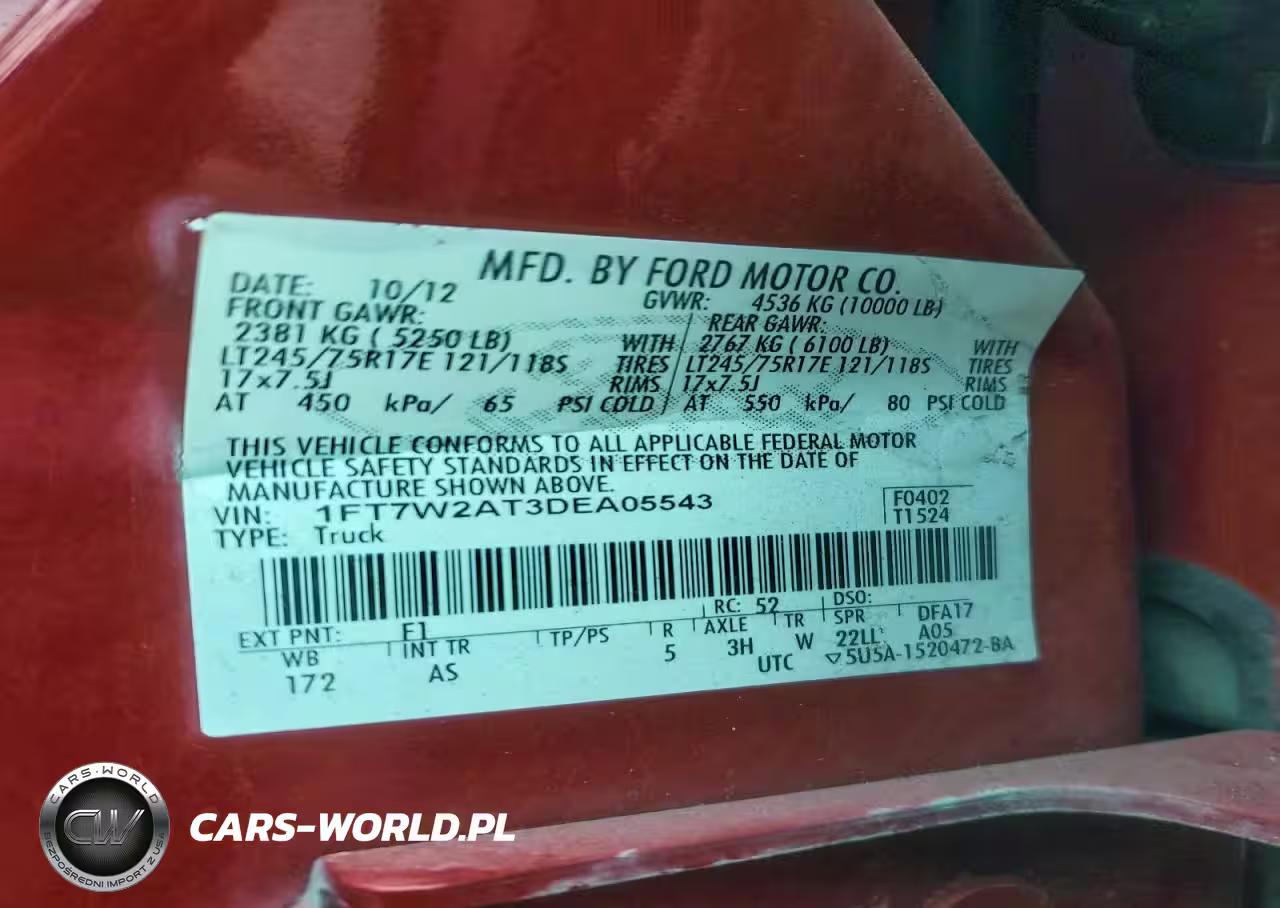 MFD. BY FORD MOTOR CO.
DATE: 10/12 GVWR: 4536 KG (10000 LB)
FRONT GAWR: REAR GAWR:
2381 KG ( 5250 LB) WITH 2767 KG ( 6100 LB) WITH
LT245/75R17E 121/118S TIRES LT245/75R17E 121/118S TIRES
17x7.5J RIMS 17x7.5J RIMS
AT 450 kPa/ 65 PSI COLD AT 550 kPa/ 80 PSI COLD
THIS VEHICLE CONFORMS TO ALL APPLICABLE FEDERAL MOTOR
VEHICLE SAFETY STANDARDS IN EFFECT ON THE DATE OF
MANUFACTURE SHOWN ABOVE.
VIN: 1FT7W2AT3DEA05543 F0402
TYPE: Truck T1524
EXT PNT: F1 RC: 52 DSO:
WB INT TR TP/PS R AXLE TR SPR DFA17
172 AS 5 3H W 22LL A05
UTC ▽5U5A-1520472-BA
CARS-WORLD
CW
BEZPOŚREDNI IMPORT Z USA
CARS-WORLD.PL